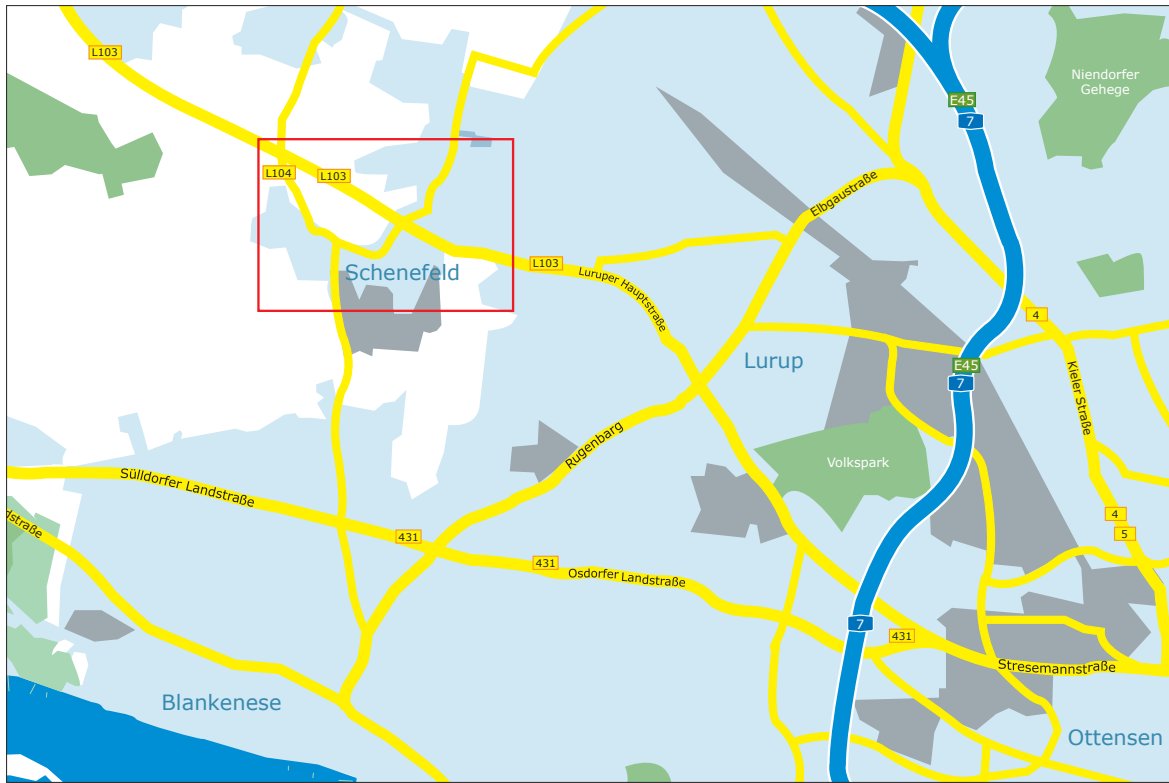 L103
E45
7
Niendorfer
Gehege
L104
L103
Elbgaustraße
Schenefeld
L103
Luruper Hauptstraße
4
Lurup
E45
7
Kieler Straße
Rugenbarg
Volkspark
Sülldorfer Landstraße
dstraße
431
4
5
431
Osdorfer Landstraße
7
431
Stresemannstraße
Blankenese
Ottensen